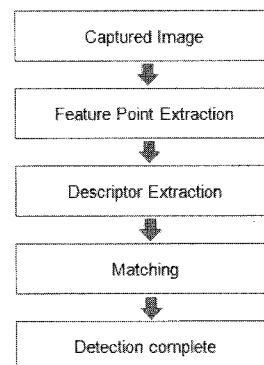 Captured Image
Feature Point Extraction
Descriptor Extraction
Matching
Detection complete